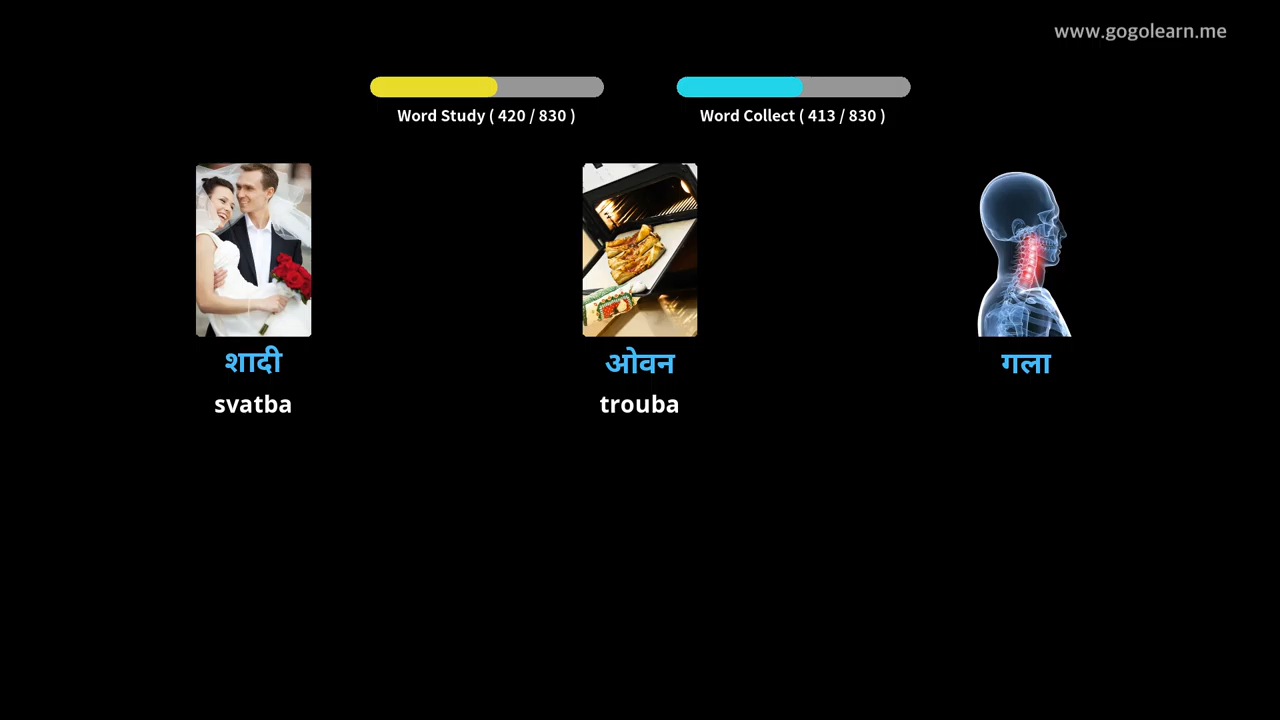 www.gogolearn.me
Word Study ( 420 / 830 )
Word Collect ( 413 / 830 )
शादी
ओवन
गला
svatba
trouba